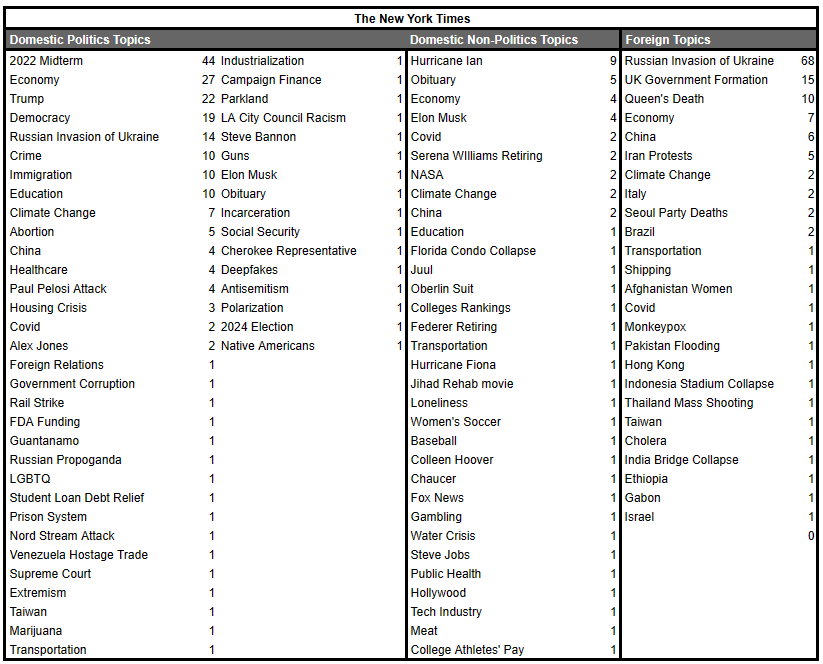 The New York Times
Domestic Politics Topics Domestic Non-Politics Topics Foreign Topics
2022 Midterm 44 Industrialization 1 Hurricane Ian 9 Russian Invasion of Ukraine 68
Economy 27 Campaign Finance 1 Obituary 5 UK Government Formation 15
Trump 22 Parkland 1 Economy 4 Queen's Death 10
Democracy 19 LA City Council Racism 1 Elon Musk 4 Economy 7
Russian Invasion of Ukraine 14 Steve Bannon 1 Covid 2 China 6
Crime 10 Guns 1 Serena WIlliams Retiring 2 Iran Protests 5
Immigration 10 Elon Musk 1 NASA 2 Climate Change 2
Education 10 Obituary 1 Climate Change 2 Italy 2
Climate Change 7 Incarceration 1 China 2 Seoul Party Deaths 2
Abortion 5 Social Security 1 Education 1 Brazil 2
China 4 Cherokee Representative 1 Florida Condo Collapse 1 Transportation 1
Healthcare 4 Deepfakes 1 Juul 1 Shipping 1
Paul Pelosi Attack 4 Antisemitism 1 Oberlin Suit 1 Afghanistan Women 1
Housing Crisis 3 Polarization 1 Colleges Rankings 1 Covid 1
Covid 2 2024 Election 1 Federer Retiring 1 Monkeypox 1
Alex Jones 2 Native Americans 1 Transportation 1 Pakistan Flooding 1
Foreign Relations 1 Hurricane Fiona 1 Hong Kong 1
Government Corruption 1 Jihad Rehab movie 1 Indonesia Stadium Collapse 1
Rail Strike 1 Loneliness 1 Thailand Mass Shooting 1
FDA Funding 1 Women's Soccer 1 Taiwan 1
Guantanamo 1 Baseball 1 Cholera 1
Russian Propoganda 1 Colleen Hoover 1 India Bridge Collapse 1
LGBTQ 1 Chaucer 1 Ethiopia 1
Student Loan Debt Relief 1 Fox News 1 Gabon 1
Prison System 1 Gambling 1 Israel 1
Nord Stream Attack 1 Water Crisis 1 0
Venezuela Hostage Trade 1 Steve Jobs 1
Supreme Court 1 Public Health 1
Extremism 1 Hollywood 1
Taiwan 1 Tech Industry 1
Marijuana 1 Meat 1
Transportation 1 College Athletes' Pay 1